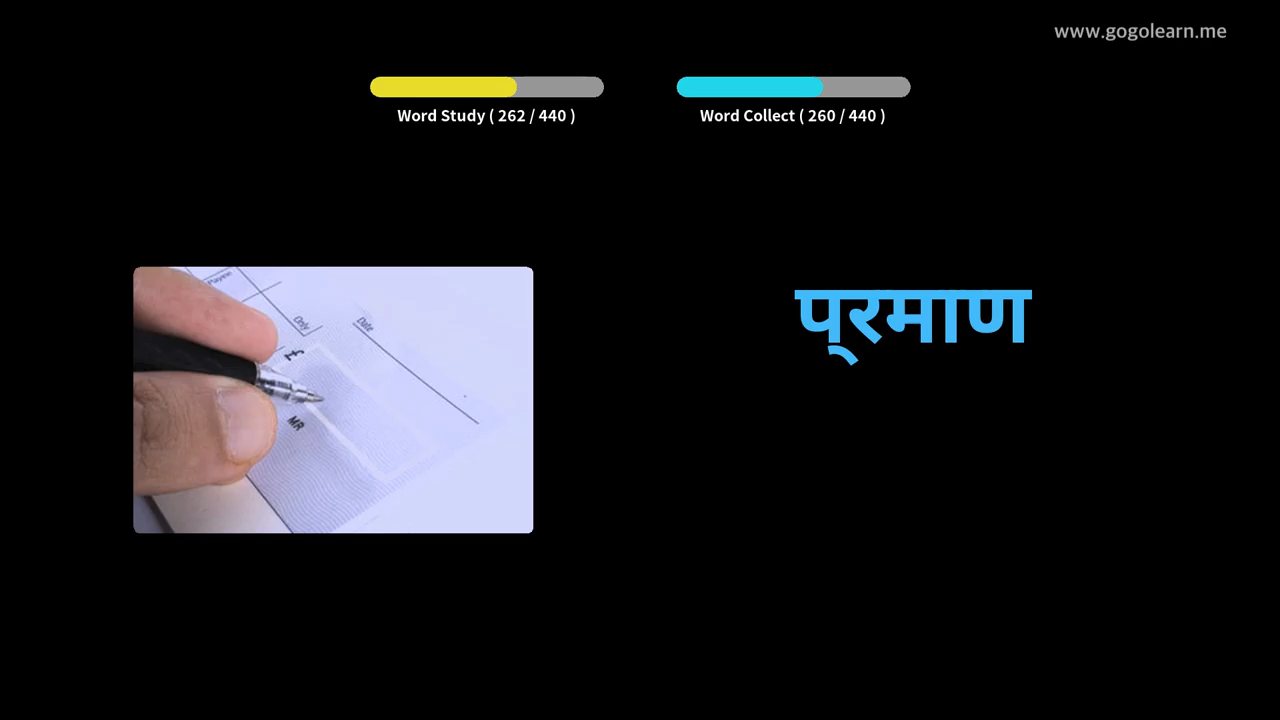 www.gogolearn.me
Word Study ( 262 / 440 )
Word Collect ( 260 / 440 )
Only
Date
£
MR
प्‌रमाण